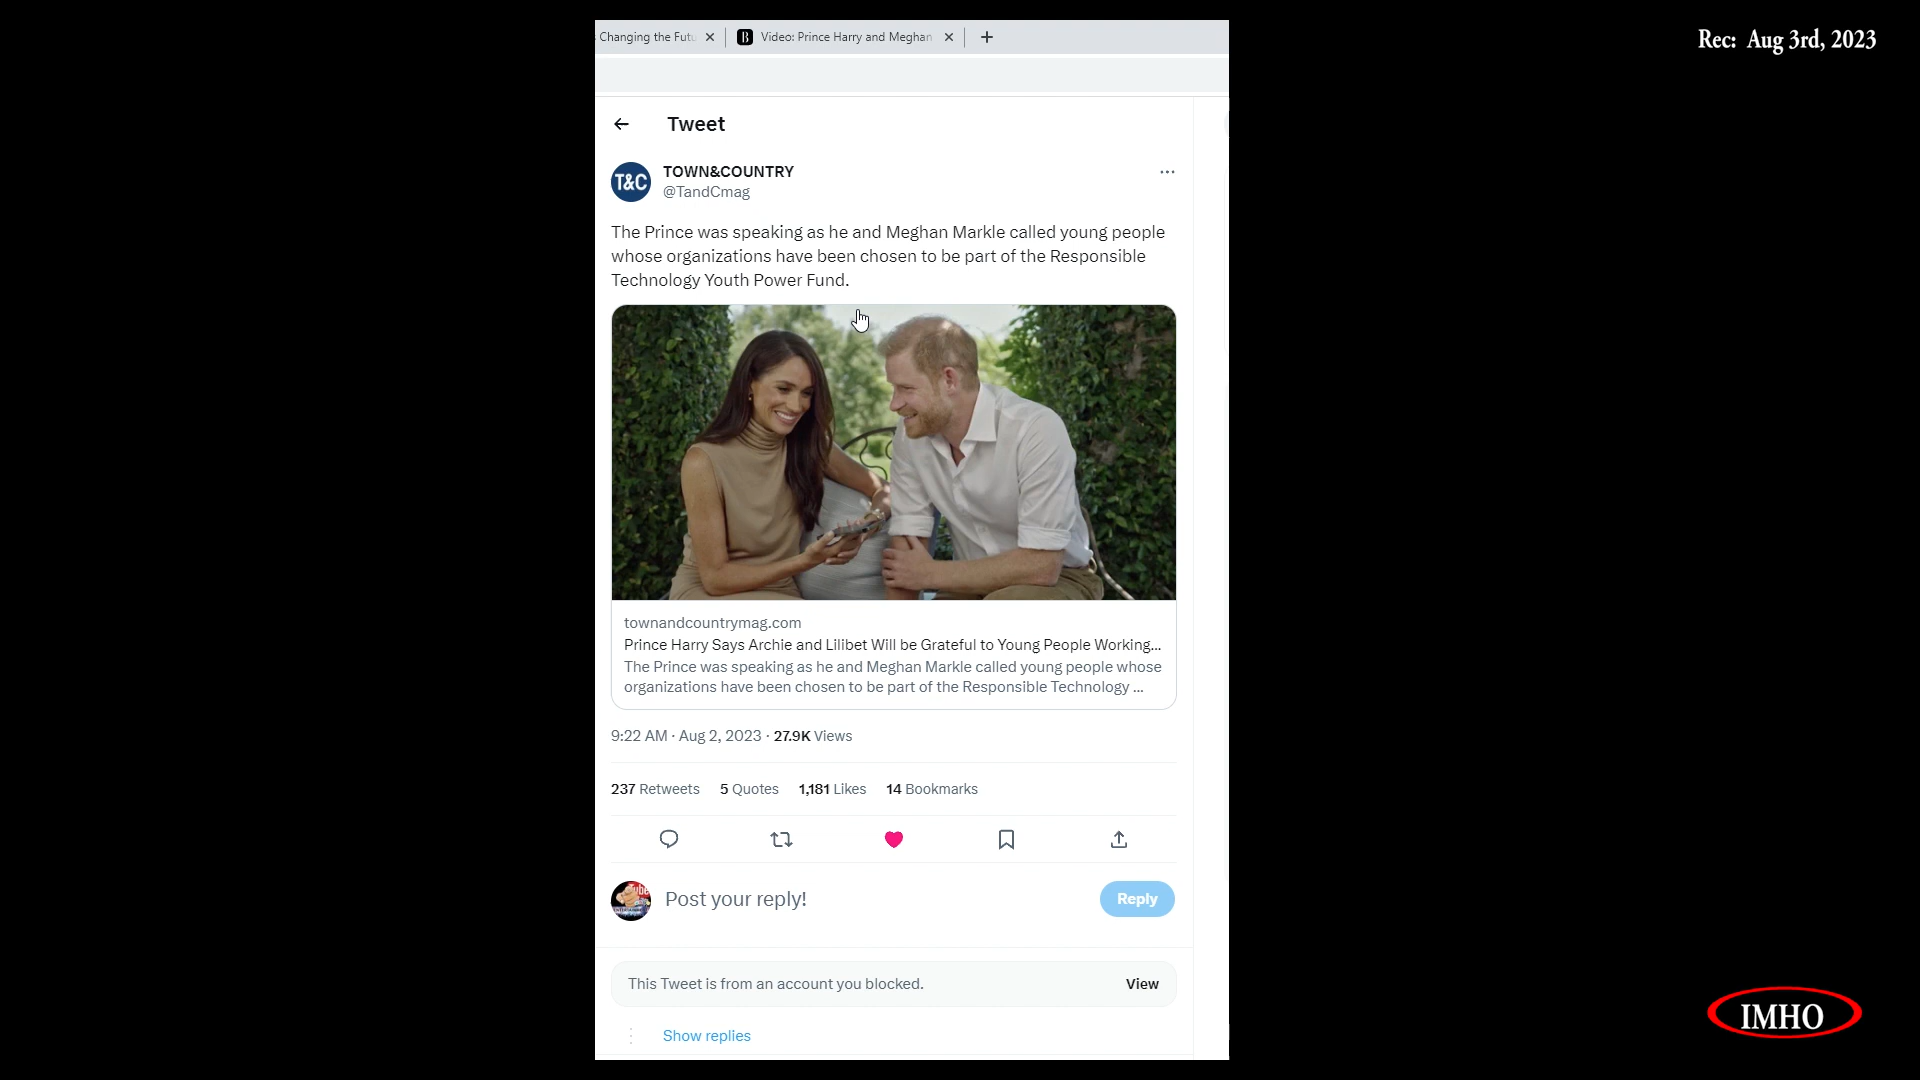 Changing the Futu
Video: Prince Harry and Meghan
Rec: Aug 3rd, 2023
Tweet
T&C
TOWN&COUNTRY
@TandCmag
The Prince was speaking as he and Meghan Markle called young people
whose organizations have been chosen to be part of the Responsible
Technology Youth Power Fund.
townandcountrymag.com
Prince Harry Says Archie and Lilibet Will be Grateful to Young People Working...
The Prince was speaking as he and Meghan Markle called young people whose
organizations have been chosen to be part of the Responsible Technology ...
9:22 AM · Aug 2, 2023 · 27.9K Views
237 Retweets 5 Quotes 1,181 Likes 14 Bookmarks
Post your reply!
Reply
This Tweet is from an account you blocked.
View
Show replies
IMHO